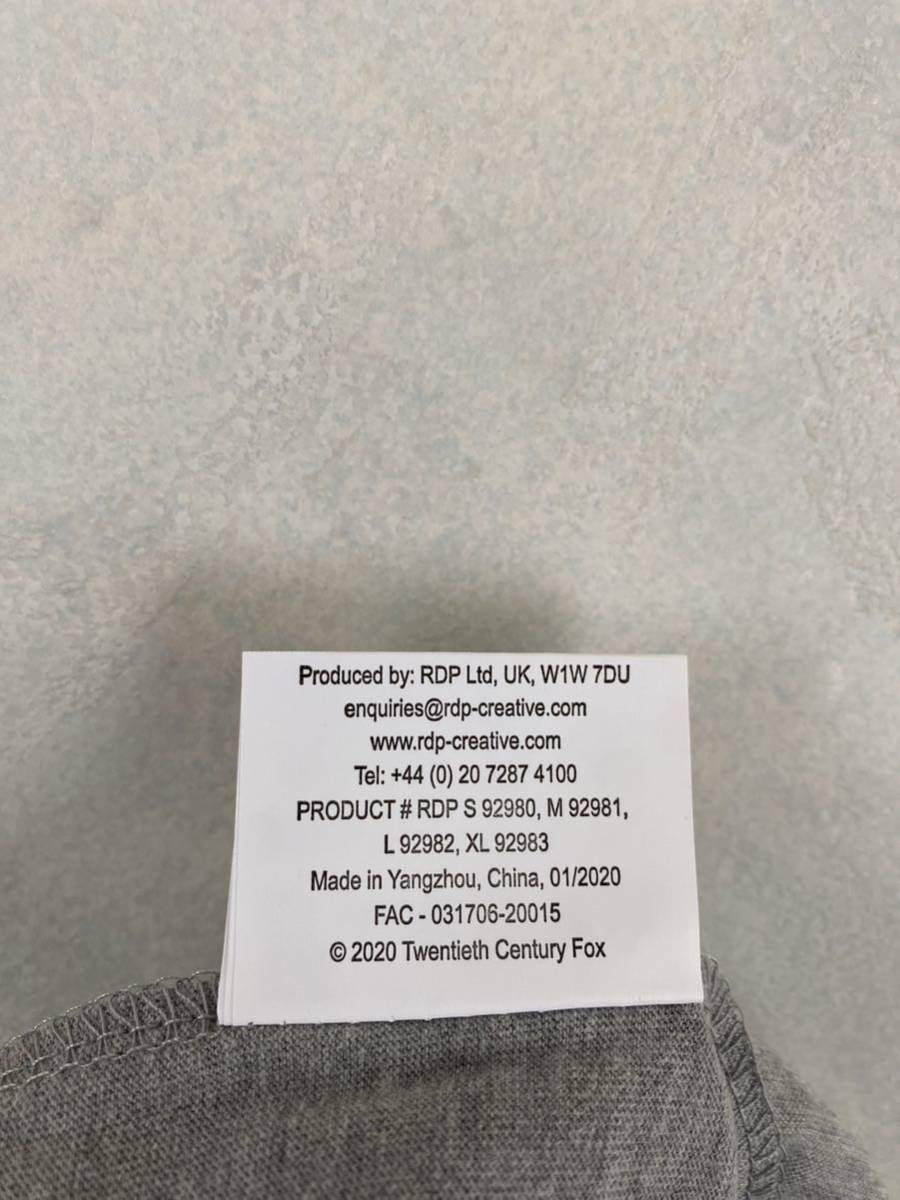 Produced by: RDP Ltd, UK, W1W 7DU
enquiries@rdp-creative.com
www.rdp-creative.com
Tel: +44 (0) 20 7287 4100
PRODUCT # RDP S 92980, M 92981,
L 92982, XL 92983
Made in Yangzhou, China, 01/2020
FAC - 031706-20015
© 2020 Twentieth Century Fox